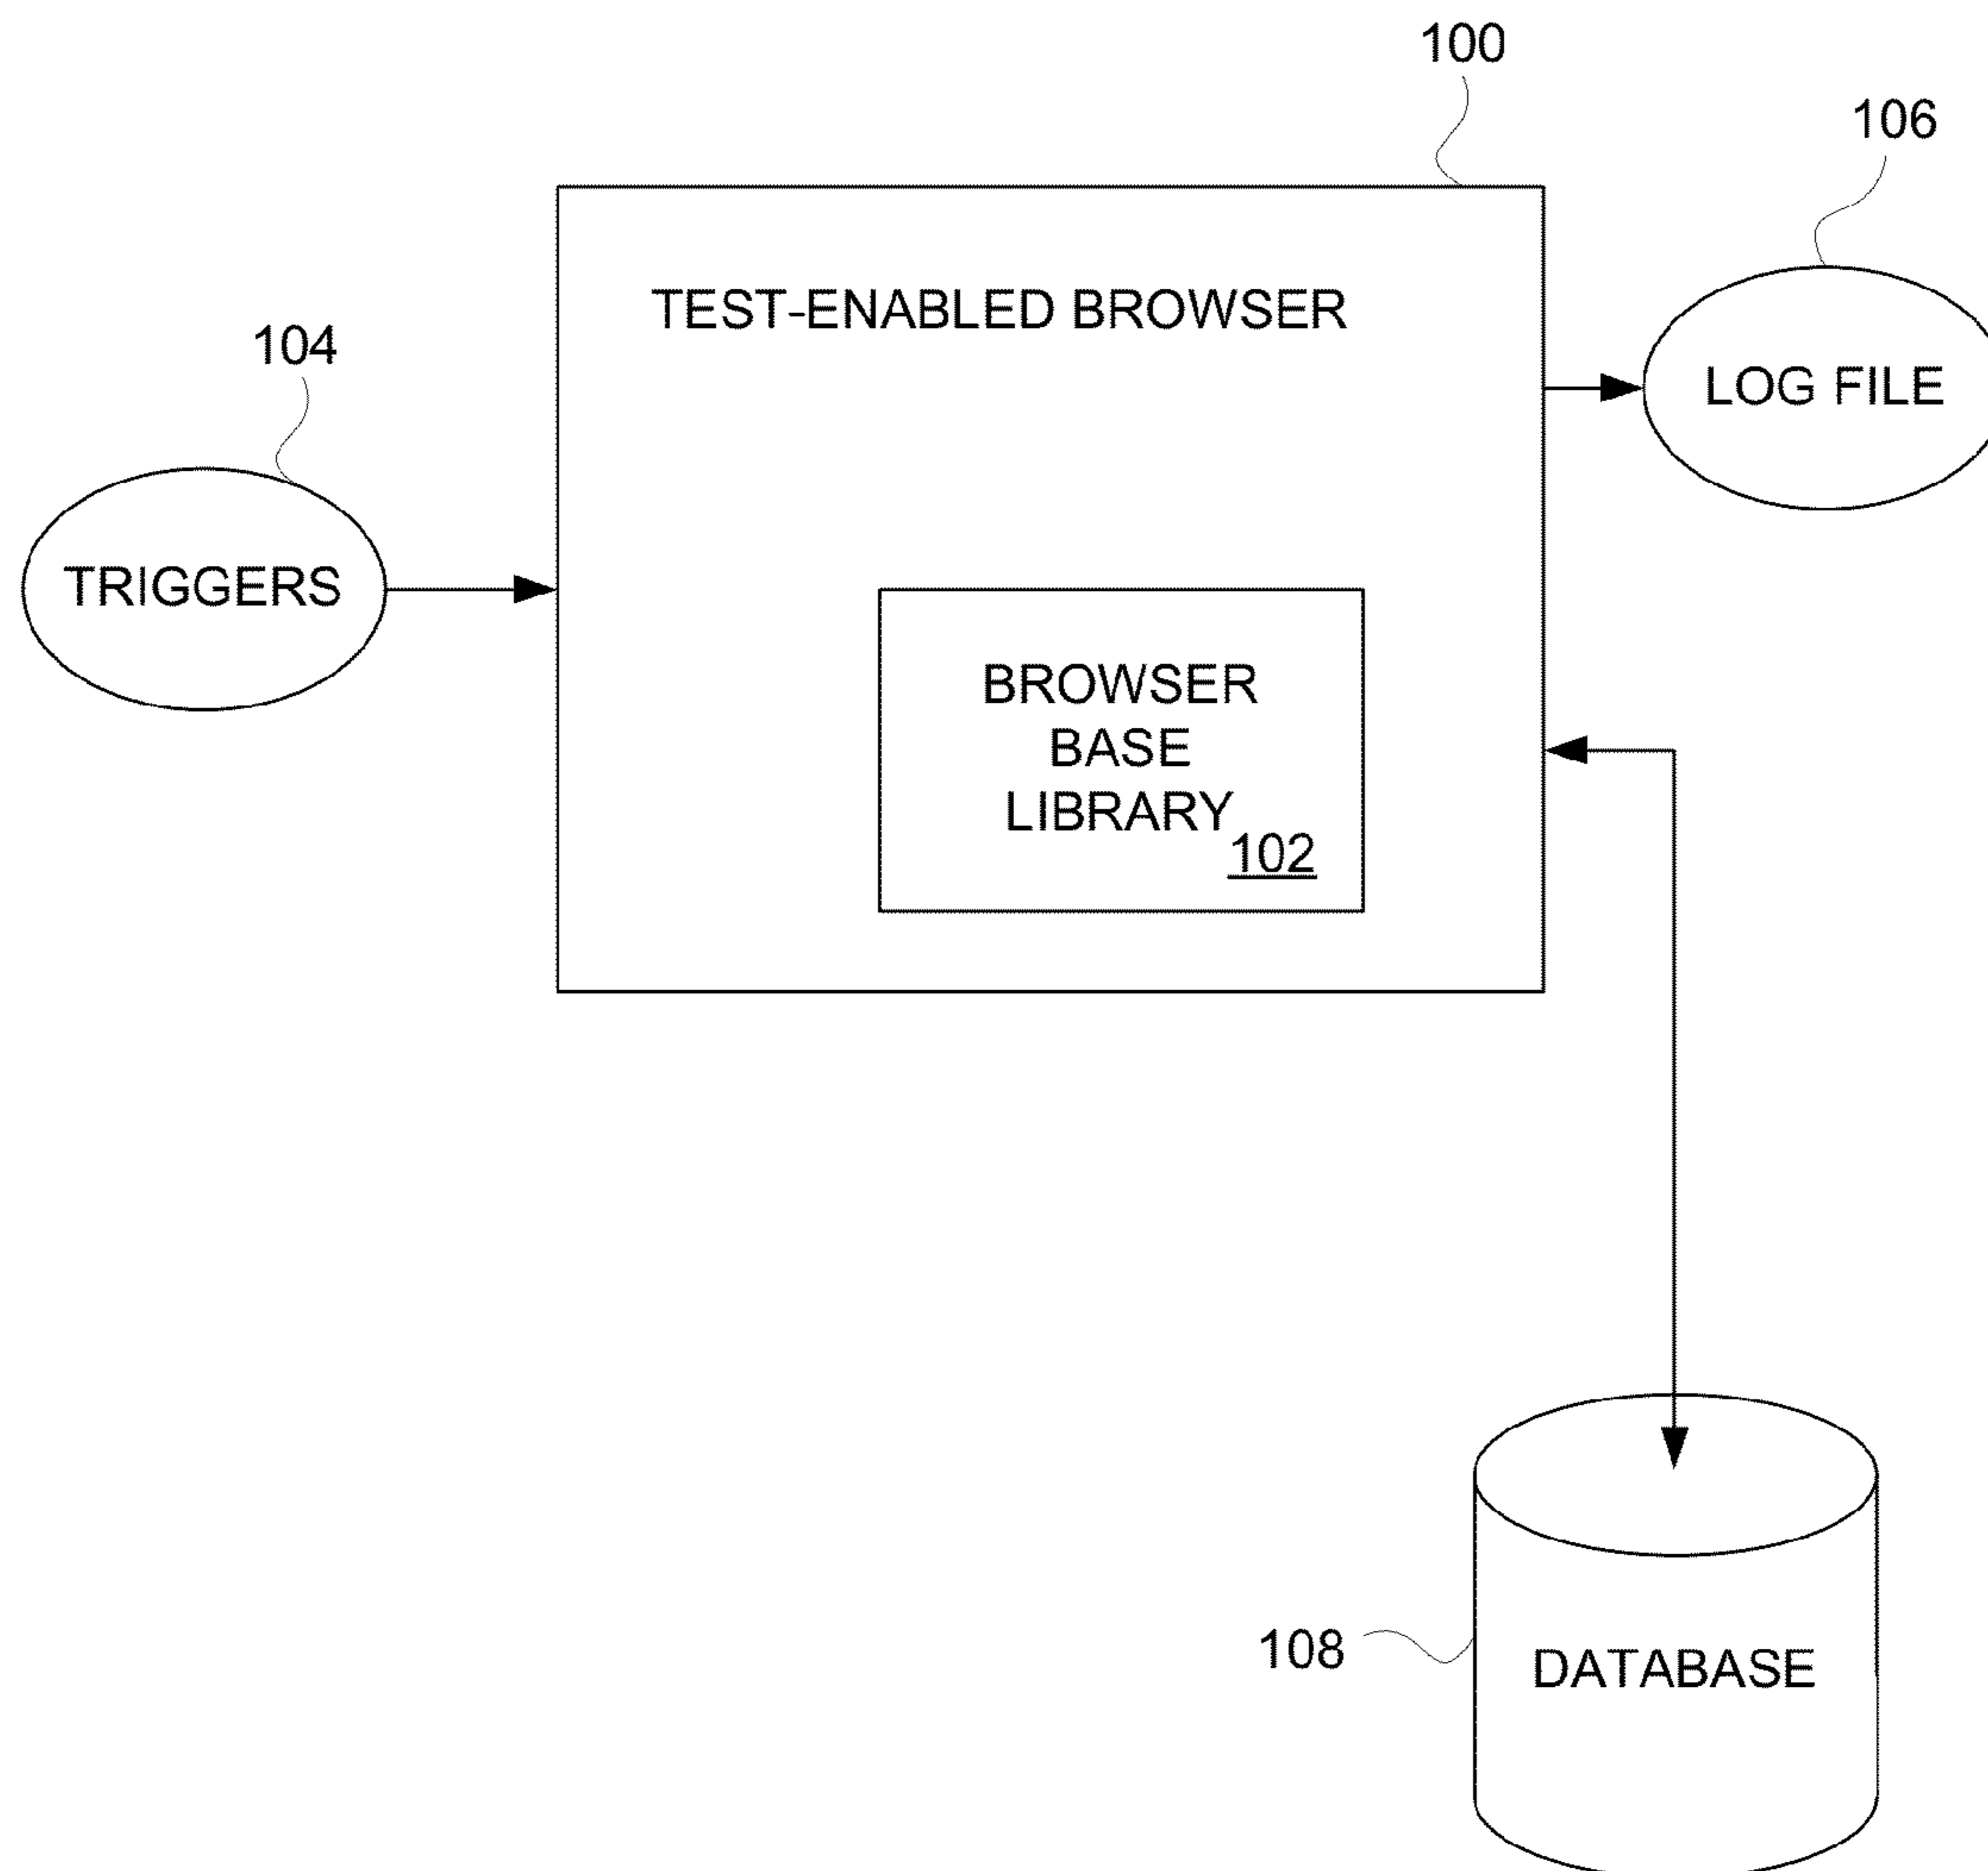 100
106
TEST-ENABLED BROWSER
104
LOG FILE
TRIGGERS
BROWSER
BASE
LIBRARY
102
108
DATABASE